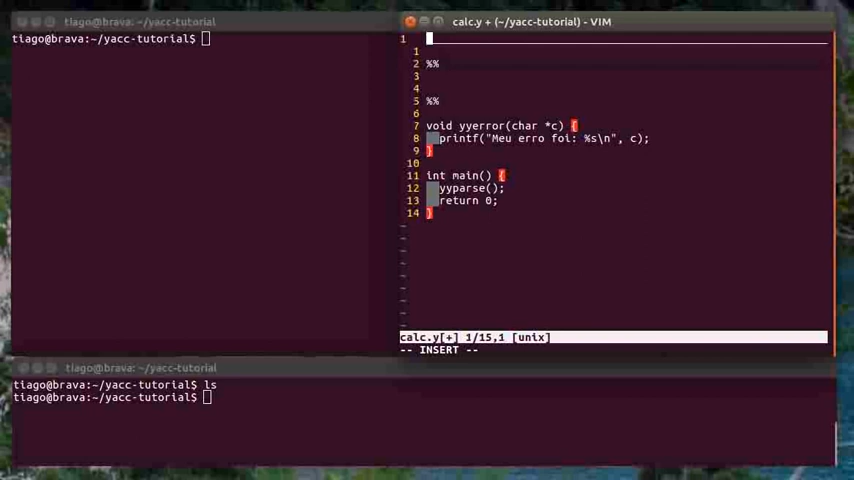 tiago@brava: ~/yacc-tutorial
tiago@brava:~/yacc-tutorial$
calc.y + (~/yacc-tutorial) - VIM
1
1
2 %%
3
4
5 %%
6
7 void yyerror(char *c) {
8 printf("Meu erro foi: %s\n", c);
9 }
10
11 int main() {
12 yyparse();
13 return 0;
14 }
~
~
~
~
~
~
~
~
~
calc.y[+] 1/15,1 [unix]
-- INSERT --
tiago@brava: ~/yacc-tutorial
tiago@brava:~/yacc-tutorial$ ls
tiago@brava:~/yacc-tutorial$